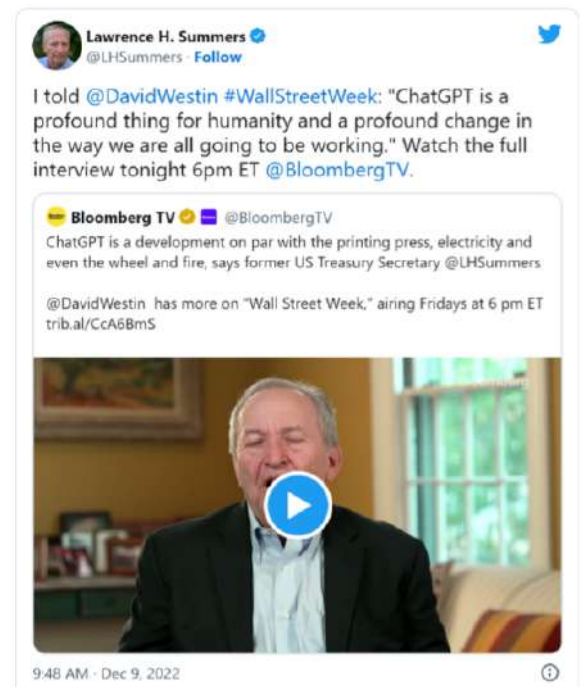 Lawrence H. Summers
@LHSummers · Follow
I told @DavidWestin #WallStreetWeek: "ChatGPT is a
profound thing for humanity and a profound change in
the way we are all going to be working." Watch the full
interview tonight 6pm ET @BloombergTV.
Bloomberg TV @BloombergTV
ChatGPT is a development on par with the printing press, electricity and
even the wheel and fire, says former US Treasury Secretary @LHSummers
@DavidWestin has more on "Wall Street Week," airing Fridays at 6 pm ET
trib.al/CcA6BmS
9:48 AM · Dec 9, 2022